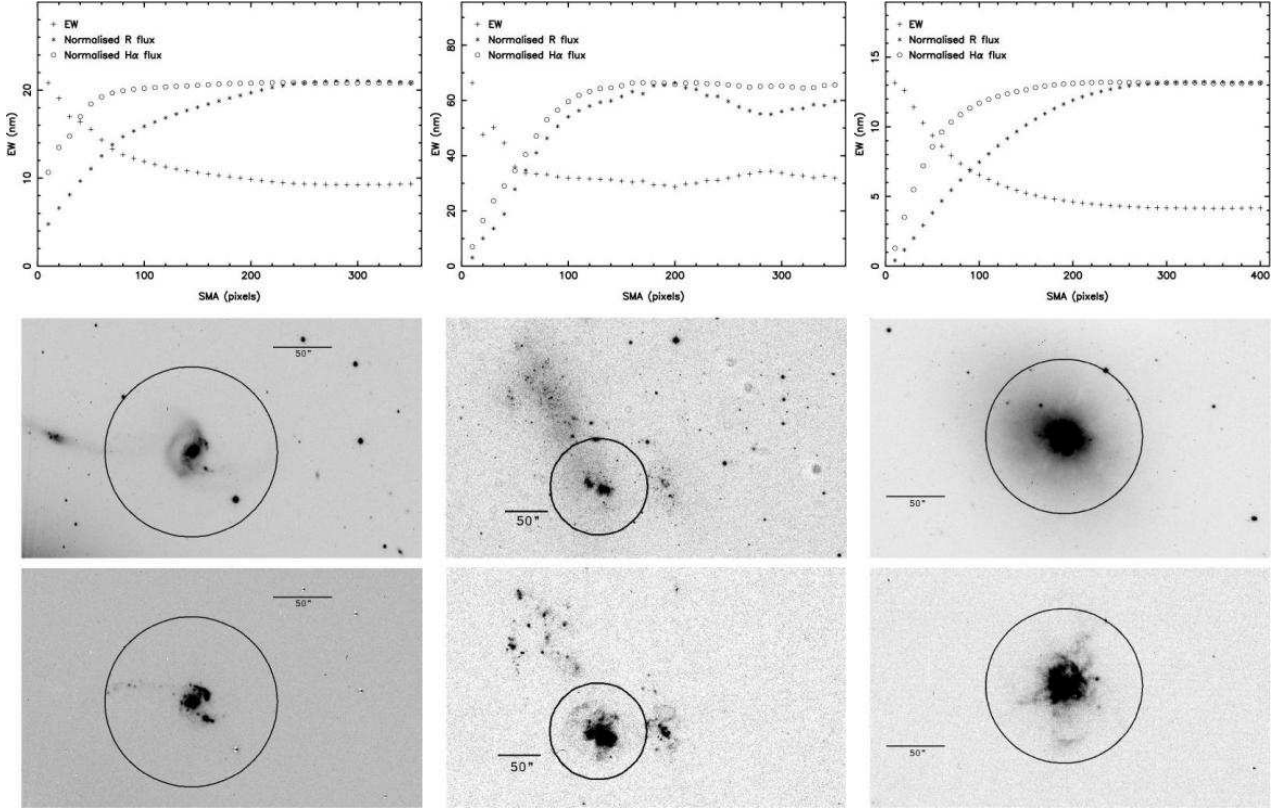 EW
Normalised R flux
Normalised Hα flux
EW (nm)
20
10
0
0
100
200
300
SMA (pixels)
EW
Normalised R flux
Normalised Hα flux
EW (nm)
80
60
40
20
0
0
100
200
300
SMA (pixels)
EW
Normalised R flux
Normalised Hα flux
EW (nm)
15
10
5
0
0
100
200
300
400
SMA (pixels)
50"
50"
50"
50"
50"
50"